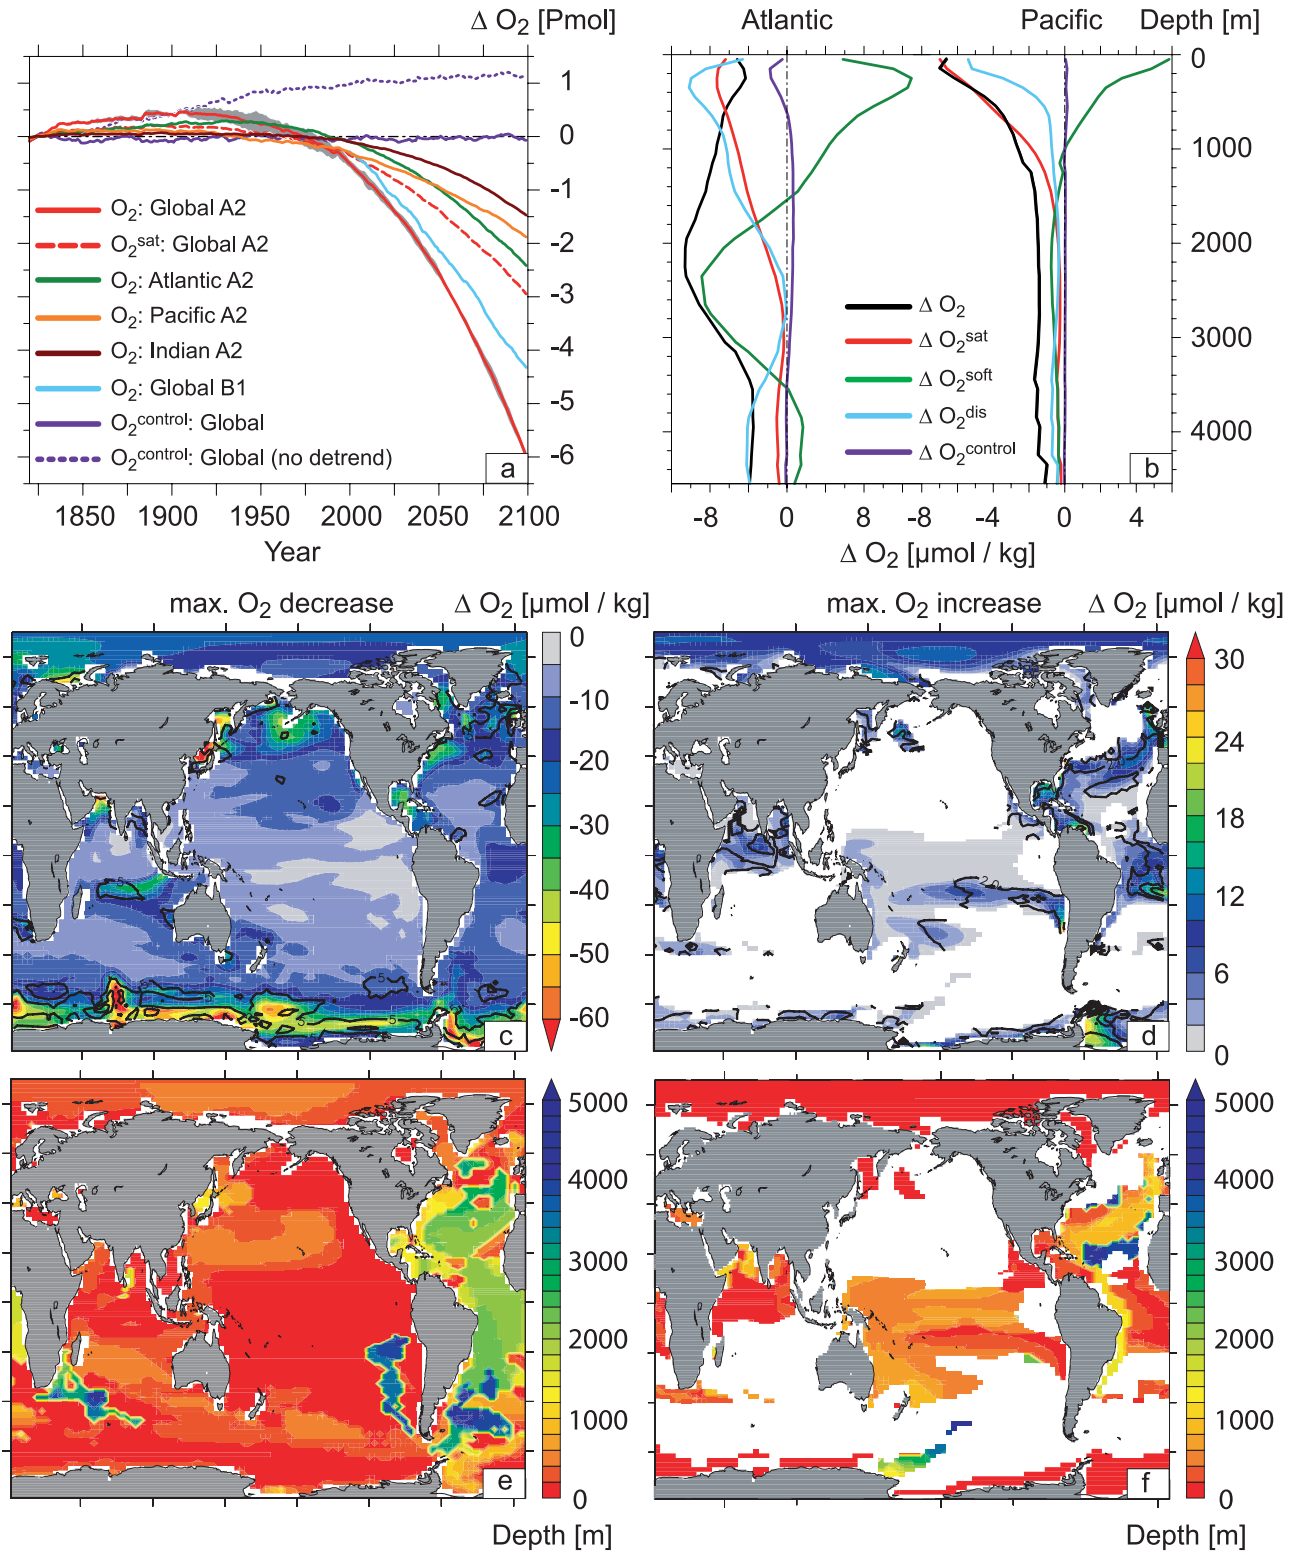 Δ O2 [Pmol]
1
0
-1
-2
-3
-4
-5
-6
O2: Global A2
O2sat: Global A2
O2: Atlantic A2
O2: Pacific A2
O2: Indian A2
O2: Global B1
O2control: Global
O2control: Global (no detrend)
a
1850 1900 1950 2000 2050 2100
Year
Atlantic Pacific Depth [m]
0
1000
2000
3000
4000
Δ O2
Δ O2sat
Δ O2soft
Δ O2dis
Δ O2control
b
-8 0 8 -8 -4 0 4
Δ O2 [µmol / kg]
max. O2 decrease Δ O2 [µmol / kg]
0
-10
-20
-30
-40
-50
-60
c
max. O2 increase Δ O2 [µmol / kg]
30
24
18
12
6
0
d
5000
4000
3000
2000
1000
0
e
Depth [m]
5000
4000
3000
2000
1000
0
f
Depth [m]